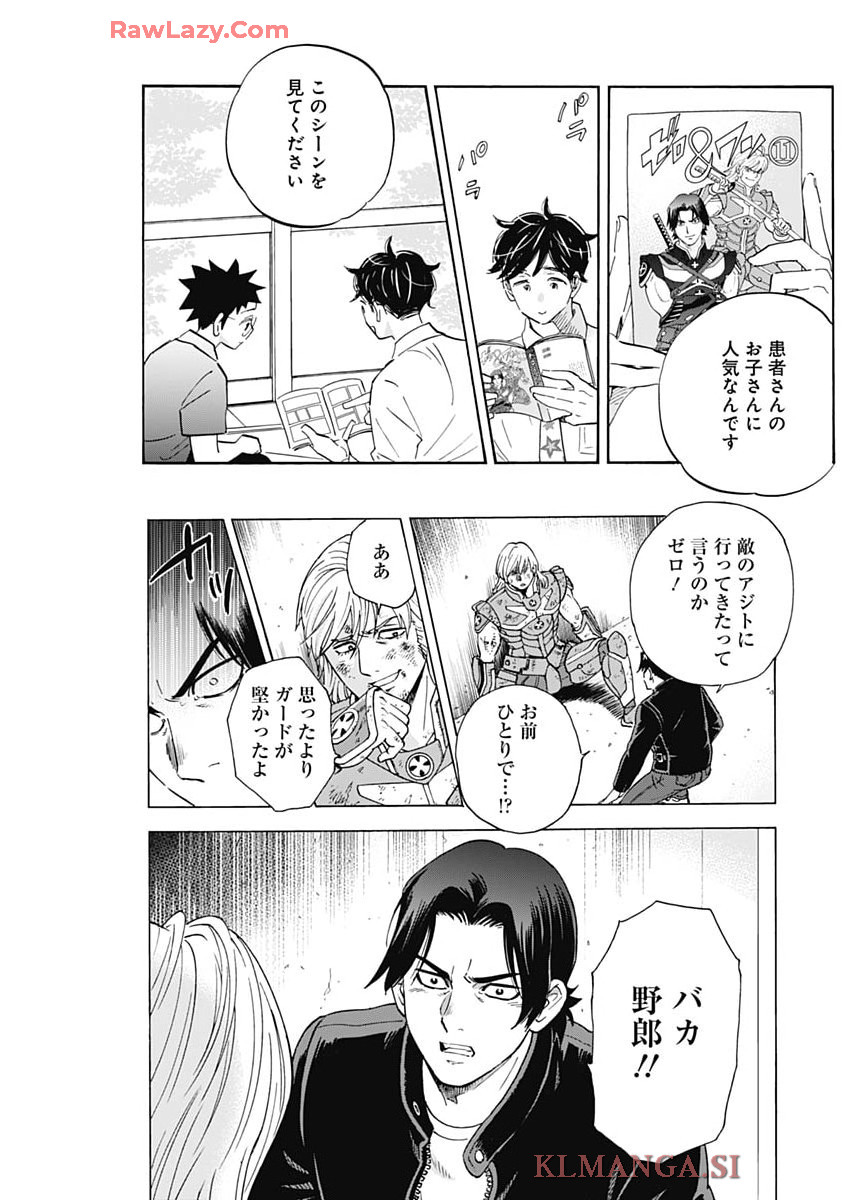 RawLazy.Com
ゼロ&ワン
⑪
患者さんの
お子さんに
人気なんです
パラ
パラ
このシーンを
見てください
敵のアジトに
行ってきたって
言うのか
ゼロ!
お前
ひとりで…!?
ああ
思ったより
ガードが
堅かったよ
ガッ
バカ
野郎!!
KLMANGA.SI